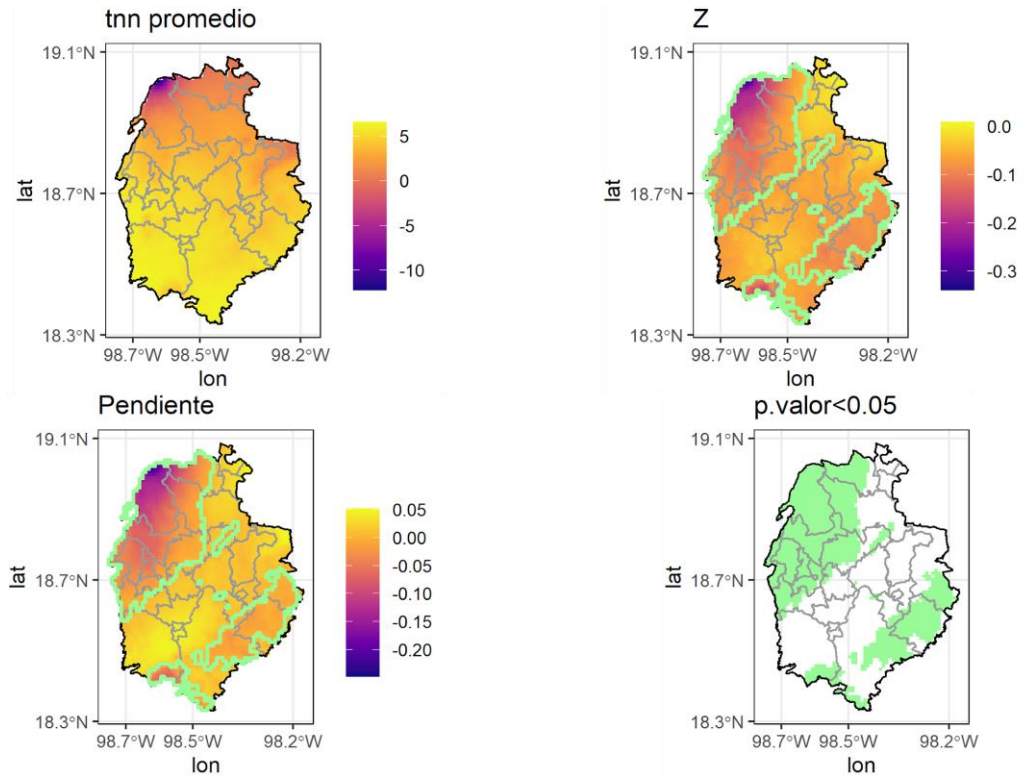 tnn promedio
19.1°N
18.7°N
18.3°N
lat
98.7°W 98.5°W 98.2°W
lon
5
0
-5
-10
Z
19.1°N
18.7°N
18.3°N
lat
98.7°W 98.5°W 98.2°W
lon
0.0
-0.1
-0.2
-0.3
Pendiente
19.1°N
18.7°N
18.3°N
lat
98.7°W 98.5°W 98.2°W
lon
0.05
0.00
-0.05
-0.10
-0.15
-0.20
p.valor<0.05
19.1°N
18.7°N
18.3°N
lat
98.7°W 98.5°W 98.2°W
lon